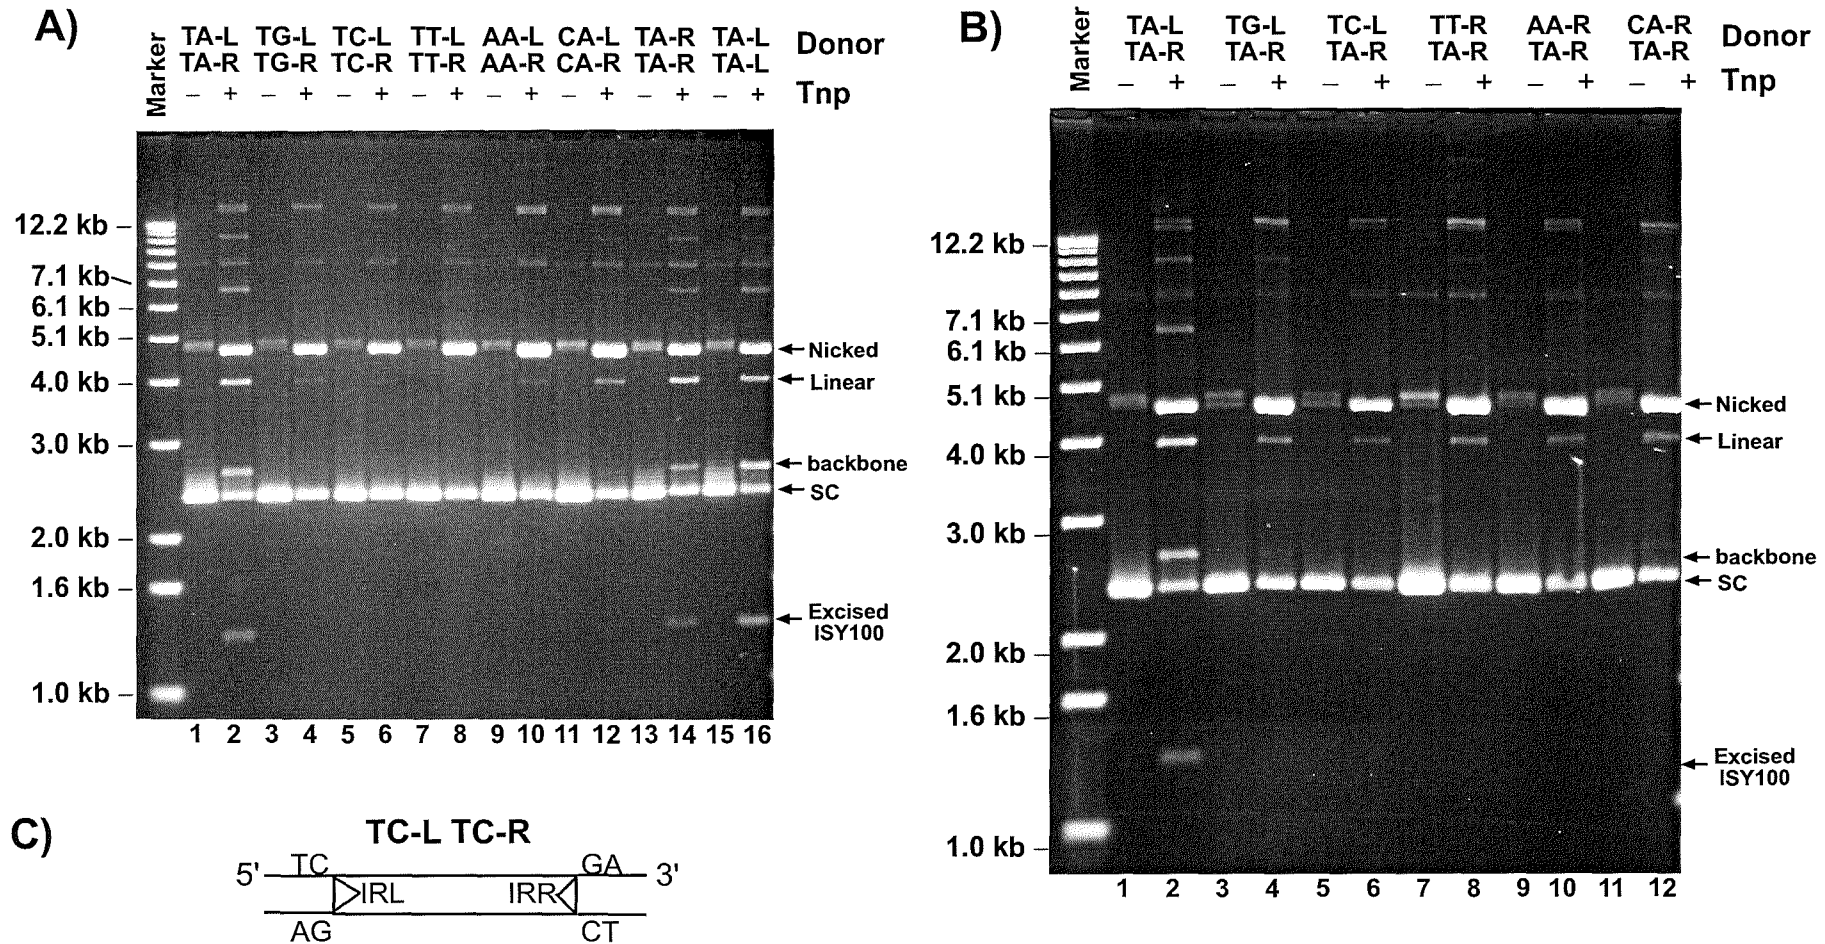 A)
Marker
TA-L TG-L TC-L TT-L AA-L CA-L TA-R TA-L Donor
TA-R TG-R TC-R TT-R AA-R CA-R TA-R TA-L
– + – + – + – + – + – + – + – + Tnp
12.2 kb –
7.1 kb
6.1 kb –
5.1 kb –
4.0 kb –
3.0 kb –
2.0 kb –
1.6 kb –
1.0 kb –
Nicked
Linear
backbone
SC
Excised
ISY100
1 2 3 4 5 6 7 8 9 10 11 12 13 14 15 16
B)
Marker
TA-L TG-L TC-L TT-R AA-R CA-R Donor
TA-R TA-R TA-R TA-R TA-R TA-R
– + – + – + – + – + – + Tnp
12.2 kb –
7.1 kb –
6.1 kb –
5.1 kb –
4.0 kb –
3.0 kb –
2.0 kb –
1.6 kb –
1.0 kb –
Nicked
Linear
backbone
SC
Excised
ISY100
1 2 3 4 5 6 7 8 9 10 11 12
C)
TC-L TC-R
5' TC GA 3'
IRL IRR
AG CT